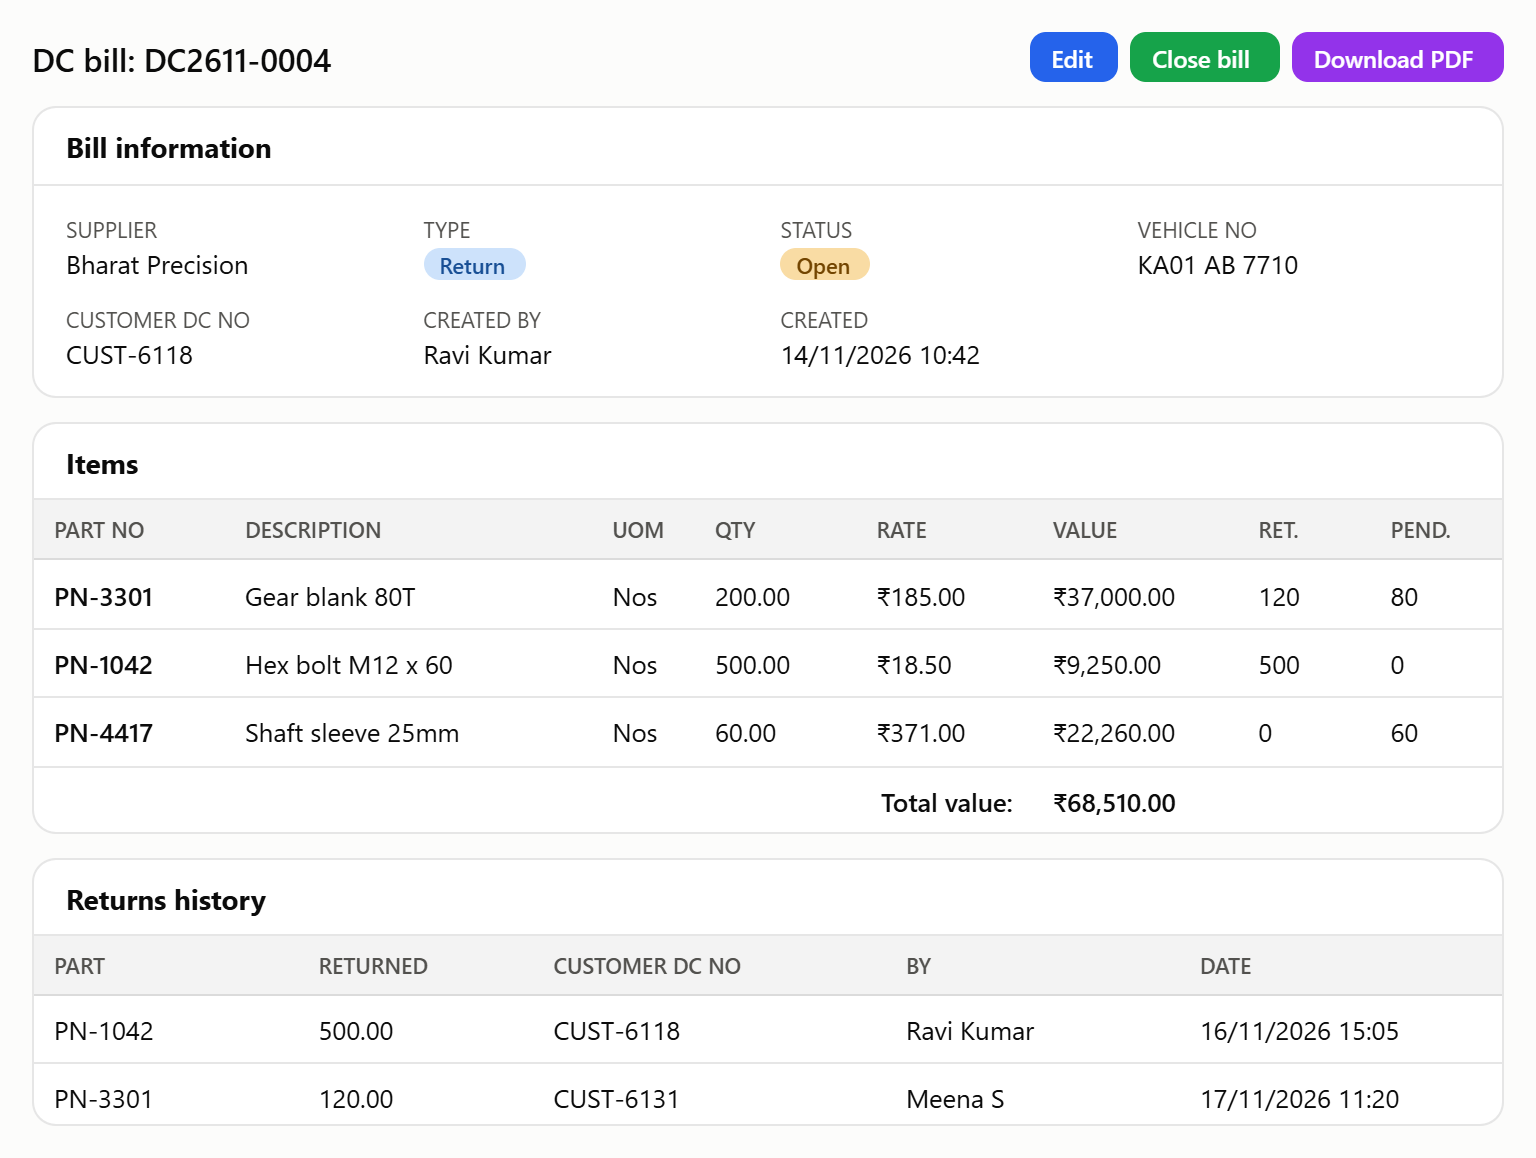 DC bill: DC2611-0004 Edit Close bill Download PDF
Bill information
SUPPLIER TYPE STATUS VEHICLE NO
Bharat Precision Return Open KA01 AB 7710
CUSTOMER DC NO CREATED BY CREATED
CUST-6118 Ravi Kumar 14/11/2026 10:42
Items
PART NO DESCRIPTION UOM QTY RATE VALUE RET. PEND.
PN-3301 Gear blank 80T Nos 200.00 ₹185.00 ₹37,000.00 120 80
PN-1042 Hex bolt M12 x 60 Nos 500.00 ₹18.50 ₹9,250.00 500 0
PN-4417 Shaft sleeve 25mm Nos 60.00 ₹371.00 ₹22,260.00 0 60
Total value: ₹68,510.00
Returns history
PART RETURNED CUSTOMER DC NO BY DATE
PN-1042 500.00 CUST-6118 Ravi Kumar 16/11/2026 15:05
PN-3301 120.00 CUST-6131 Meena S 17/11/2026 11:20